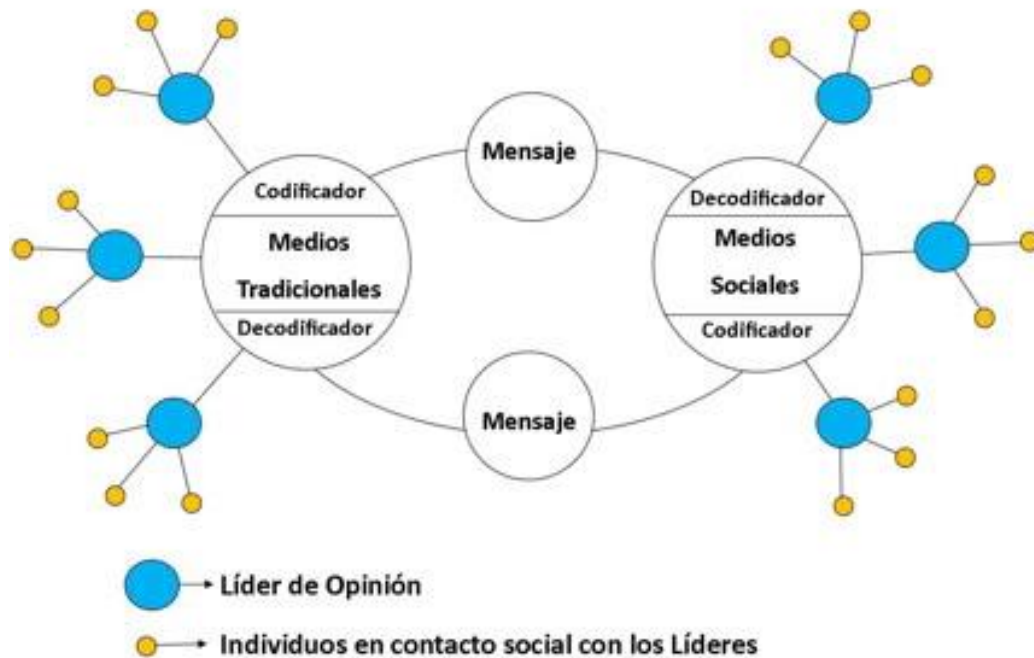 Mensaje
Codificador
Medios
Tradicionales
Decodificador
Decodificador
Medios
Sociales
Codificador
Mensaje
Líder de Opinión
Individuos en contacto social con los Líderes